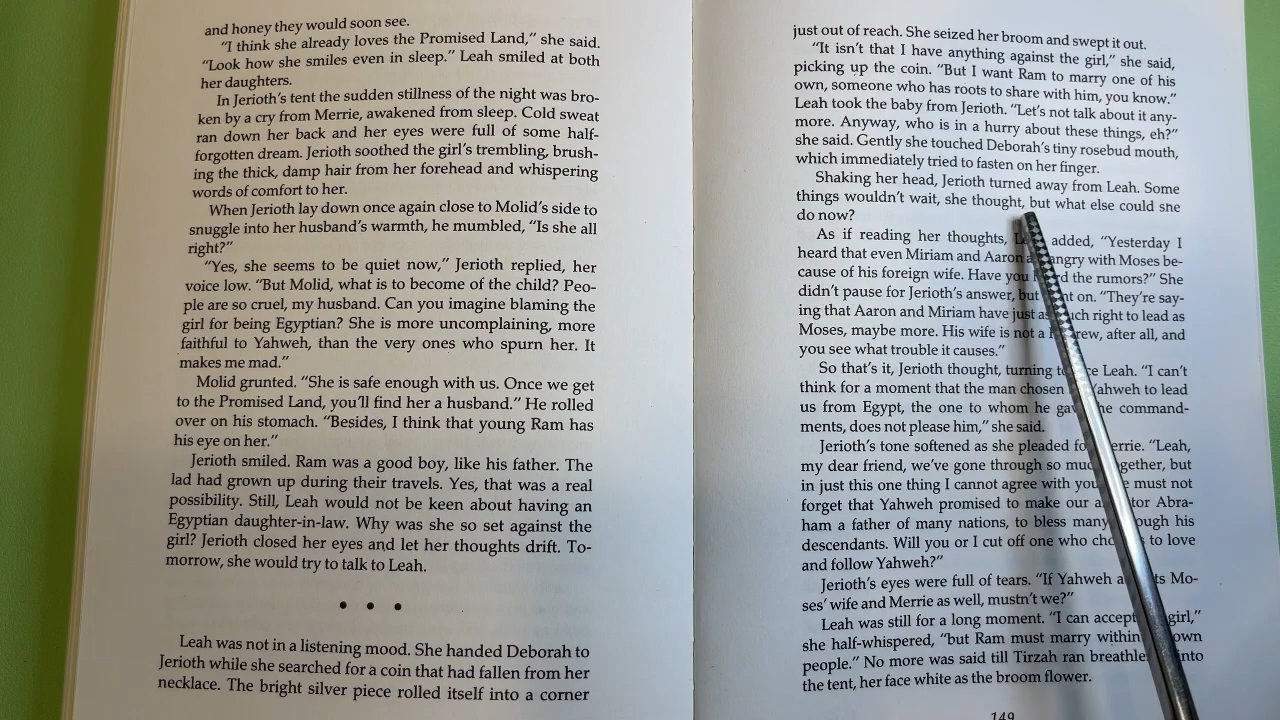 and honey they would soon see.
“I think she already loves the Promised Land,” she said.
“Look how she smiles even in sleep.” Leah smiled at both
her daughters.
In Jerioth’s tent the sudden stillness of the night was bro-
ken by a cry from Merrie, awakened from sleep. Cold sweat
ran down her back and her eyes were full of some half-
forgotten dream. Jerioth soothed the girl’s trembling, brush-
ing the thick, damp hair from her forehead and whispering
words of comfort to her.
When Jerioth lay down once again close to Molid’s side to
snuggle into her husband’s warmth, he mumbled, “Is she all
right?”
“Yes, she seems to be quiet now,” Jerioth replied, her
voice low. “But Molid, what is to become of the child? Peo-
ple are so cruel, my husband. Can you imagine blaming the
girl for being Egyptian? She is more uncomplaining, more
faithful to Yahweh, than the very ones who spurn her. It
makes me mad.”
Molid grunted. “She is safe enough with us. Once we get
to the Promised Land, you’ll find her a husband.” He rolled
over on his stomach. “Besides, I think that young Ram has
his eye on her.”
Jerioth smiled. Ram was a good boy, like his father. The
lad had grown up during their travels. Yes, that was a real
possibility. Still, Leah would not be keen about having an
Egyptian daughter-in-law. Why was she so set against the
girl? Jerioth closed her eyes and let her thoughts drift. To-
morrow, she would try to talk to Leah.
• • •
Leah was not in a listening mood. She handed Deborah to
Jerioth while she searched for a coin that had fallen from her
necklace. The bright silver piece rolled itself into a corner
just out of reach. She seized her broom and swept it out.
“It isn’t that I have anything against the girl,” she said,
picking up the coin. “But I want Ram to marry one of his
own, someone who has roots to share with him, you know.”
Leah took the baby from Jerioth. “Let’s not talk about it any-
more. Anyway, who is in a hurry about these things, eh?”
she said. Gently she touched Deborah’s tiny rosebud mouth,
which immediately tried to fasten on her finger.
Shaking her head, Jerioth turned away from Leah. Some
things wouldn’t wait, she thought, but what else could she
do now?
As if reading her thoughts, Leah added, “Yesterday I
heard that even Miriam and Aaron are angry with Moses be-
cause of his foreign wife. Have you heard the rumors?” She
didn’t pause for Jerioth’s answer, but went on. “They’re say-
ing that Aaron and Miriam have just as much right to lead as
Moses, maybe more. His wife is not a Hebrew, after all, and
you see what trouble it causes.”
So that’s it, Jerioth thought, turning to face Leah. “I can’t
think for a moment that the man chosen Yahweh to lead
us from Egypt, the one to whom he gave the command-
ments, does not please him,” she said.
Jerioth’s tone softened as she pleaded for Merrie. “Leah,
my dear friend, we’ve gone through so much together, but
in just this one thing I cannot agree with you. We must not
forget that Yahweh promised to make our ancestor Abra-
ham a father of many nations, to bless many through his
descendants. Will you or I cut off one who chooses to love
and follow Yahweh?”
Jerioth’s eyes were full of tears. “If Yahweh accepts Mo-
ses’ wife and Merrie as well, mustn’t we?”
Leah was still for a long moment. “I can accept girl,”
she half-whispered, “but Ram must marry within own
people.” No more was said till Tirzah ran breathless into
the tent, her face white as the broom flower.
149